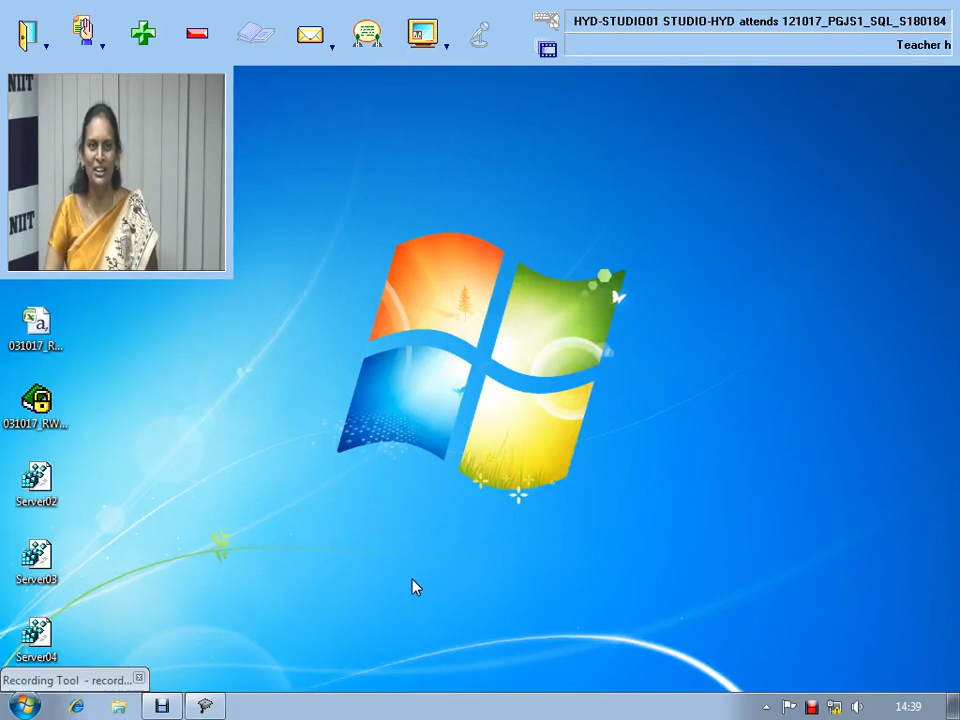 HYD-STUDIO01 STUDIO-HYD attends 121017_PGJS1_SQL_S180184
Teacher h
NIIT
NIIT
031017_R...
031017_RW...
Server02
Server03
Server04
Recording Tool - record...
14:39